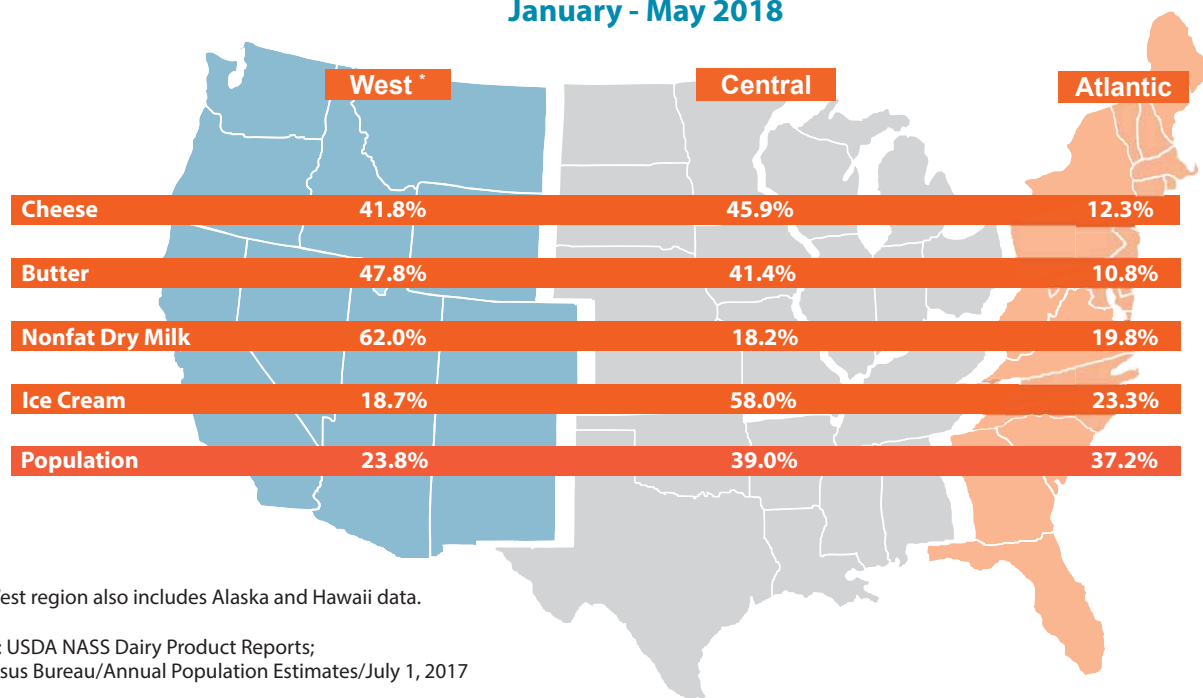 January - May 2018
West * Central Atlantic
Cheese 41.8% 45.9% 12.3%
Butter 47.8% 41.4% 10.8%
Nonfat Dry Milk 62.0% 18.2% 19.8%
Ice Cream 18.7% 58.0% 23.3%
Population 23.8% 39.0% 37.2%
region also includes Alaska and Hawaii data.
: USDA NASS Dairy Product Reports;
Bureau/Annual Population Estimates/July 1, 2017